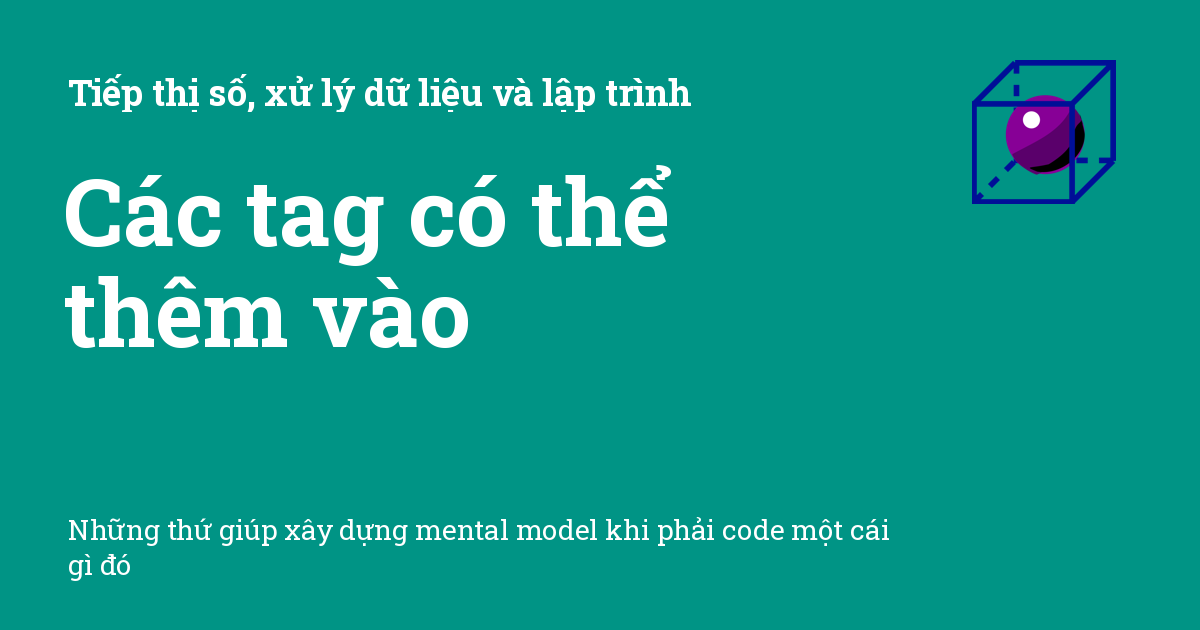 Tiếp thị số, xử lý dữ liệu và lập trình
Các tag có thể
thêm vào
Những thứ giúp xây dựng mental model khi phải code một cái
gì đó